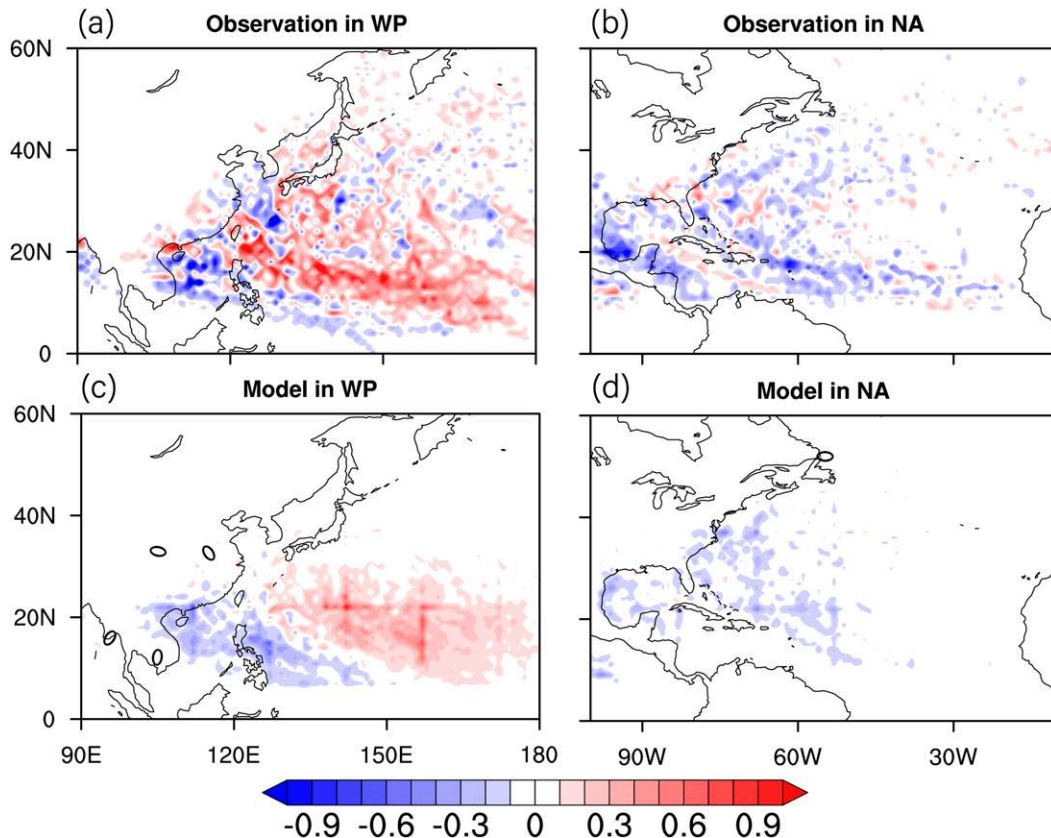 (a) Observation in WP
(b) Observation in NA
60N
40N
20N
0
(c) Model in WP
(d) Model in NA
60N
40N
20N
0
90E 120E 150E 180 90W 60W 30W
-0.9 -0.6 -0.3 0 0.3 0.6 0.9